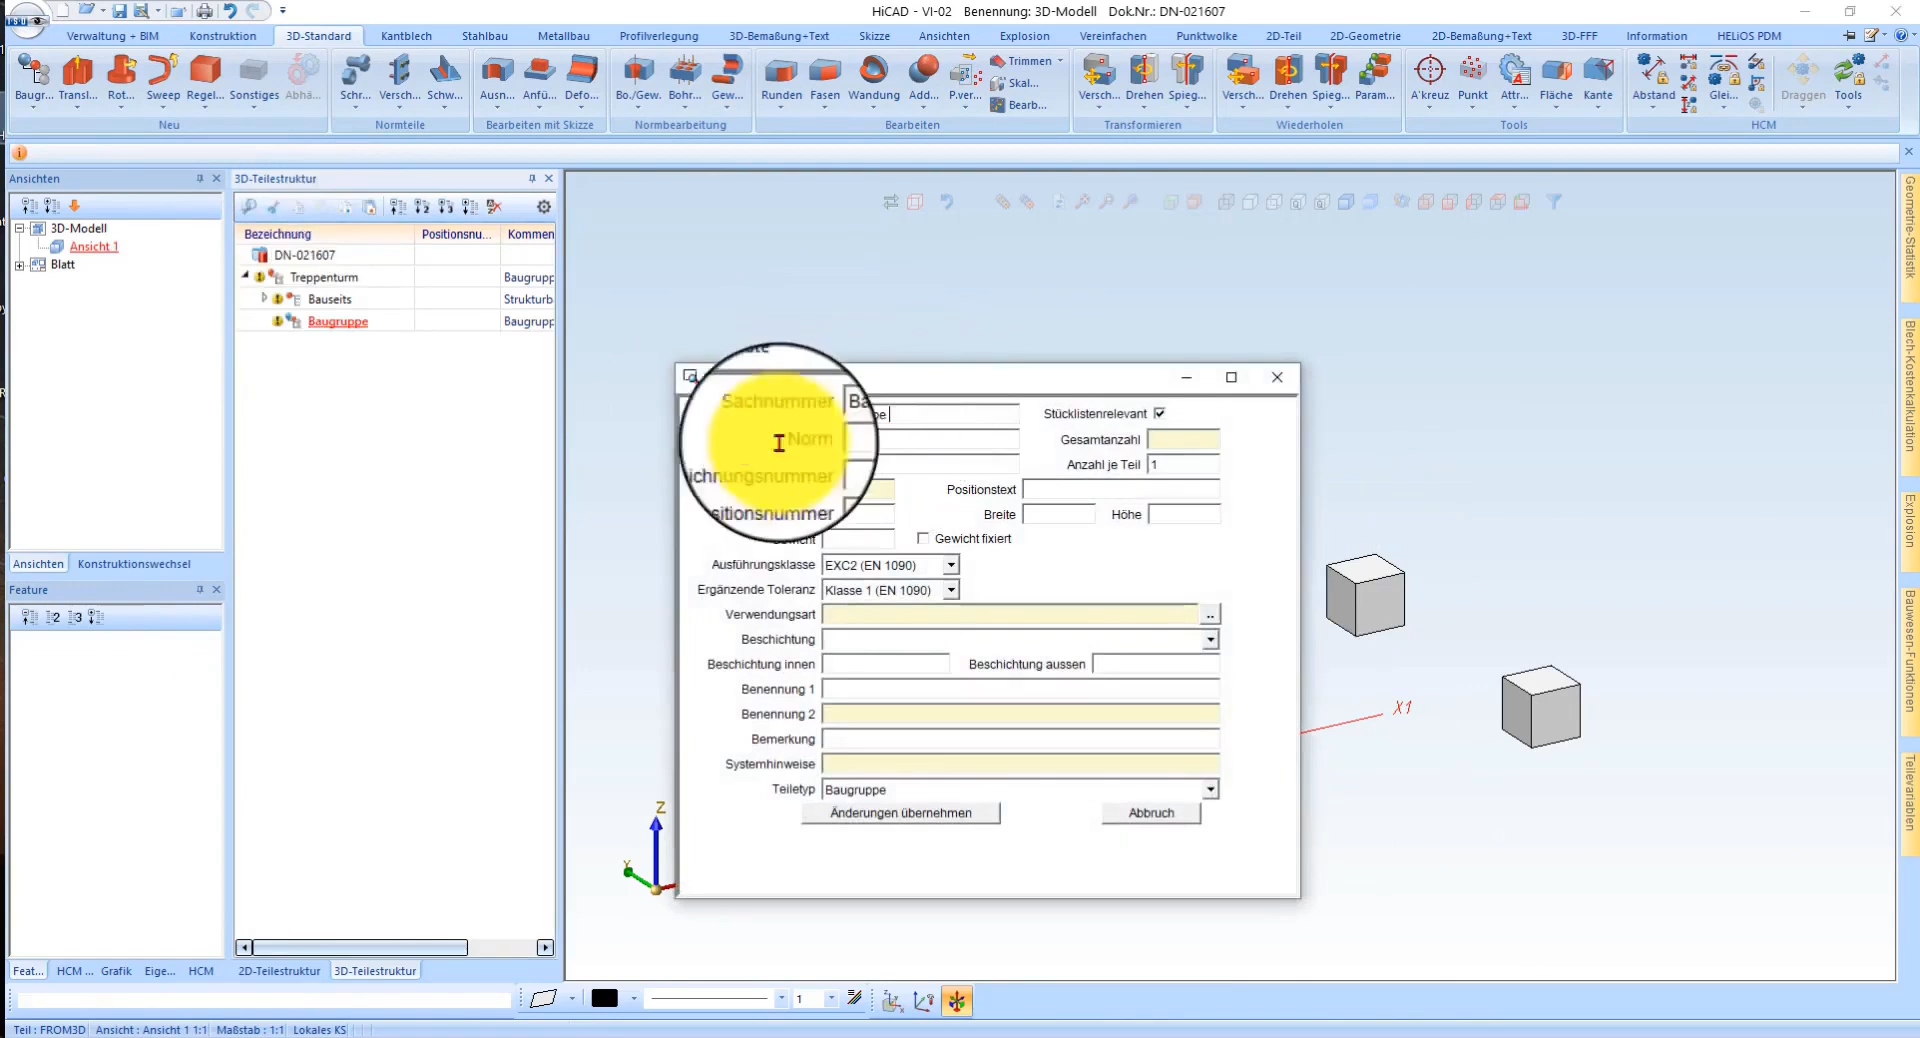 HiCAD - VI-02 Benennung: 3D-Modell Dok.Nr.: DN-021607
ISD
Verwaltung + BIM Konstruktion 3D-Standard Kantblech Stahlbau Metallbau Profilverlegung 3D-Bemaßung+Text Skizze Ansichten Explosion Vereinfachen Punktwolke 2D-Teil 2D-Geometrie 2D-Bemaßung+Text 3D-FFF Information HELiOS PDM
Trimmen
Skal...
Bearb...
Baugr... Transl... Rot... Sweep Regel... Sonstiges Abhä... Schr... Versch... Schw... Ausn... Anfü... Defo... Bo./Gew. Bohr... Gew... Runden Fasen Wandung Add... P.ver... Versch... Drehen Spieg... Versch... Drehen Spieg... Param... A'kreuz Punkt Attr... Fläche Kante Abstand Glei... Draggen Tools
Neu Normteile Bearbeiten mit Skizze Normbearbeitung Bearbeiten Transformieren Wiederholen Tools HCM
Ansichten
3D-Modell
Ansicht 1
Blatt
Ansichten Konstruktionswechsel
Feature
Feat... HCM ... Grafik Eige... HCM
3D-Teilestruktur
Bezeichnung Positionsnu... Kommen
DN-021607
Treppenturm Baugruppe
Bauseits Strukturb
Baugruppe Baugruppe
2D-Teilestruktur 3D-Teilestruktur
Sachnummer Ba
pe Stücklistenrelevant
Norm Gesamtanzahl
ichnungsnummer Anzahl je Teil 1
sitionsnummer Positionstext
Breite Höhe
Gewicht fixiert
Ausführungsklasse EXC2 (EN 1090)
Ergänzende Toleranz Klasse 1 (EN 1090)
Verwendungsart ..
Beschichtung
Beschichtung innen Beschichtung aussen
Benennung 1
Benennung 2
Bemerkung
Systemhinweise
Teiletyp Baugruppe
Änderungen übernehmen Abbruch
X1
Z
Y
Geometrie-Statistik
Blech-Kostenkalkulation
Explosion
Bauwesen-Funktionen
Teilevariablen
1
Teil : FROM3D Ansicht : Ansicht 1 1:1 Maßstab : 1:1 Lokales KS